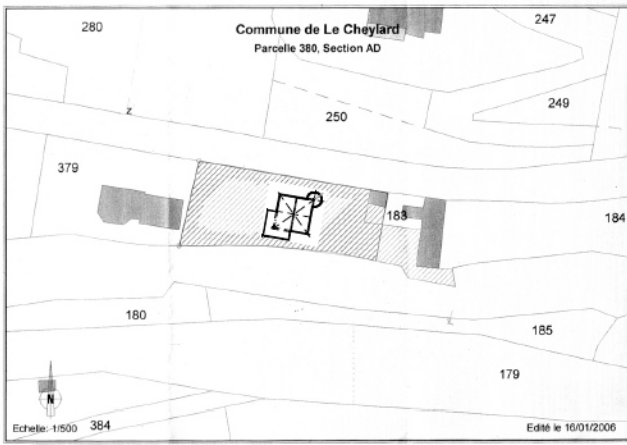 Commune de Le Cheylard
Parcelle 380, Section AD
280
247
249
250
379
183
184
180
185
179
N
Echelle: 1/500
384
Edité le 16/01/2006